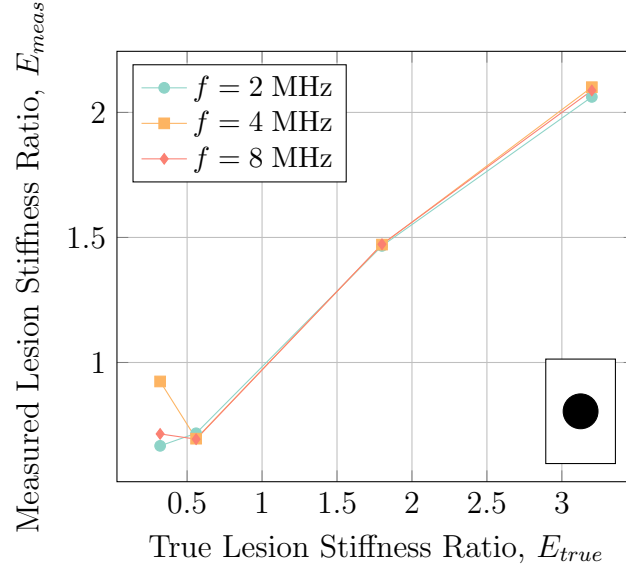 Measured Lesion Stiffness Ratio, E_meas
2
1.5
1
f = 2 MHz
f = 4 MHz
f = 8 MHz
0.5 1 1.5 2 2.5 3
True Lesion Stiffness Ratio, E_true